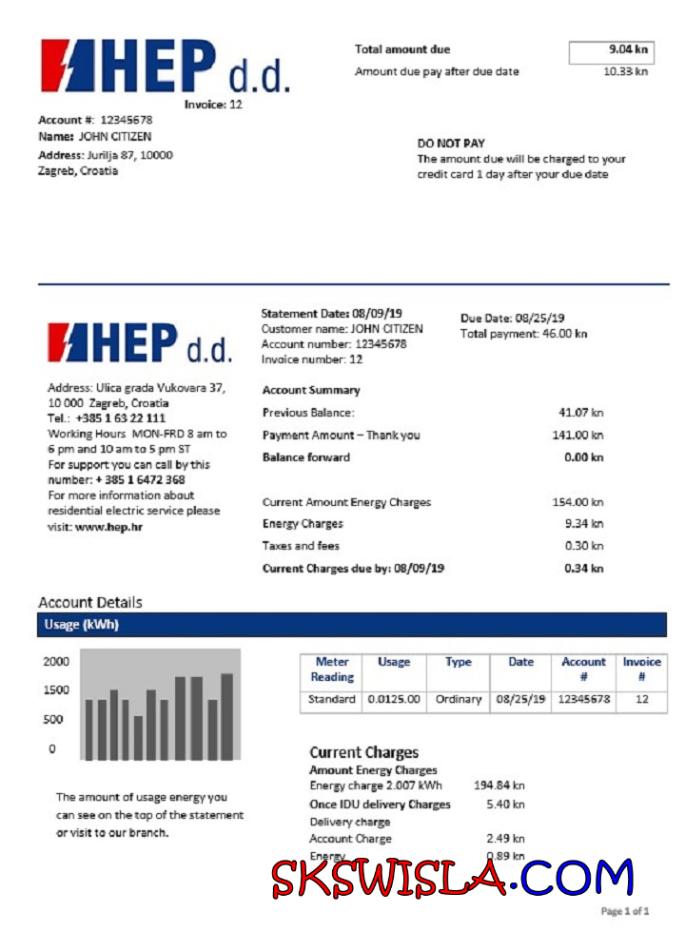 HEP d.d.
Total amount due 9.04 kn
Amount due pay after due date 10.33 kn
Invoice: 12
Account #: 12345678
Name: JOHN CITIZEN
Address: Jurilja 87, 10000
Zagreb, Croatia
DO NOT PAY
The amount due will be charged to your
credit card 1 day after your due date
HEP d.d.
Address: Ulica grada Vukovara 37,
10 000 Zagreb, Croatia
Tel.: +385 1 63 22 111
Working Hours MON-FRD 8 am to
6 pm and 10 am to 5 pm ST
For support you can call by this
number: + 385 1 6472 368
For more information about
residential electric service please
visit: www.hep.hr
Statement Date: 08/09/19
Customer name: JOHN CITIZEN
Account number: 12345678
Invoice number: 12
Due Date: 08/25/19
Total payment: 46.00 kn
Account Summary
Previous Balance: 41.07 kn
Payment Amount – Thank you 141.00 kn
Balance forward 0.00 kn
Current Amount Energy Charges 154.00 kn
Energy Charges 9.34 kn
Taxes and fees 0.30 kn
Current Charges due by: 08/09/19 0.34 kn
Account Details
Usage (kWh)
2000
1500
500
0
The amount of usage energy you
can see on the top of the statement
or visit to our branch.
Meter Reading Usage Type Date Account # Invoice #
Standard 0.0125.00 Ordinary 08/25/19 12345678 12
Current Charges
Amount Energy Charges
Energy charge 2.007 kWh 194.84 kn
Once IDU delivery Charges 5.40 kn
Delivery charge
Account Charge 2.49 kn
Energy 0.89 kn
SKSWISLA.COM
Page 1 of 1